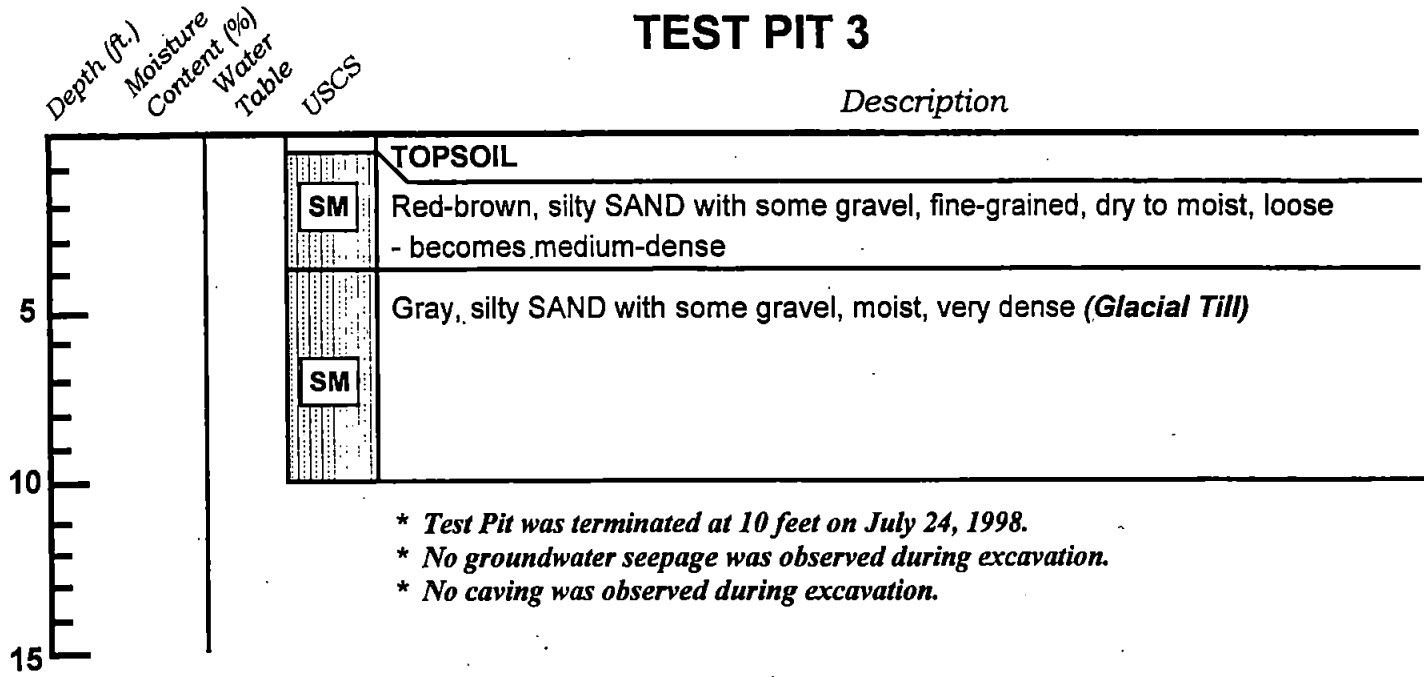 TEST PIT 3
Depth (ft.)
Moisture
Content (%)
Water
Table
USCS
Description
TOPSOIL
SM
Red-brown, silty SAND with some gravel, fine-grained, dry to moist, loose
- becomes medium-dense
5
Gray, silty SAND with some gravel, moist, very dense (Glacial Till)
SM
10
* Test Pit was terminated at 10 feet on July 24, 1998.
* No groundwater seepage was observed during excavation.
* No caving was observed during excavation.
15